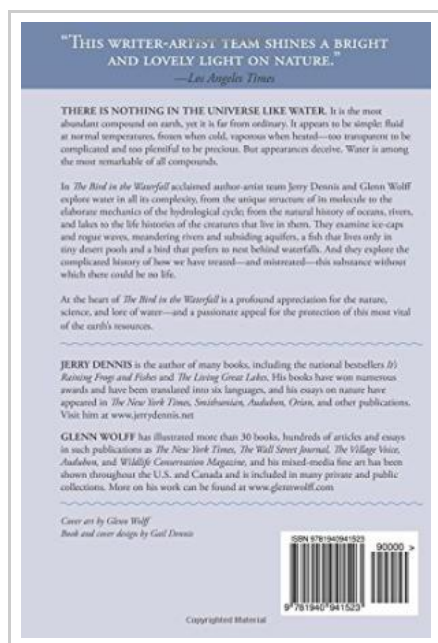 “THIS WRITER-ARTIST TEAM SHINES A BRIGHT
AND LOVELY LIGHT ON NATURE.”
—Los Angeles Times
THERE IS NOTHING IN THE UNIVERSE LIKE WATER. It is the most
abundant compound on earth, yet it is far from ordinary. It appears to be simple: fluid
at normal temperatures, frozen when cold, vaporous when heated—too transparent to be
complicated and too plentiful to be precious. But appearances deceive. Water is among
the most remarkable of all compounds.
In The Bird in the Waterfall acclaimed author-artist team Jerry Dennis and Glenn Wolff
explore water in all its complexity, from the unique structure of its molecule to the
elaborate mechanics of the hydrological cycle; from the natural history of oceans, rivers,
and lakes to the life histories of the creatures that live in them. They examine ice-caps
and rogue waves, meandering rivers and subsiding aquifers, a fish that lives only in
tiny desert pools and a bird that prefers to nest behind waterfalls. And they explore the
complicated history of how we have treated—and mistreated—this substance without
which there could be no life.
At the heart of The Bird in the Waterfall is a profound appreciation for the nature,
science, and lore of water—and a passionate appeal for the protection of this most vital
of the earth's resources.
JERRY DENNIS is the author of many books, including the national bestsellers It's
Raining Frogs and Fishes and The Living Great Lakes. His books have won numerous
awards and have been translated into six languages, and his essays on nature have
appeared in The New York Times, Smithsonian, Audubon, Orion, and other publications.
Visit him at www.jerrydennis.net
GLENN WOLFF has illustrated more than 30 books, hundreds of articles and essays
in such publications as The New York Times, The Wall Street Journal, The Village Voice,
Audubon, and Wildlife Conservation Magazine, and his mixed-media fine art has been
shown throughout the U.S. and Canada and is included in many private and public
collections. More on his work can be found at www.glennwolff.com
Cover art by Glenn Wolff
Book and cover design by Gail Dennis
ISBN 9781940941523
90000 >
9 781940 941523
Copyrighted Material